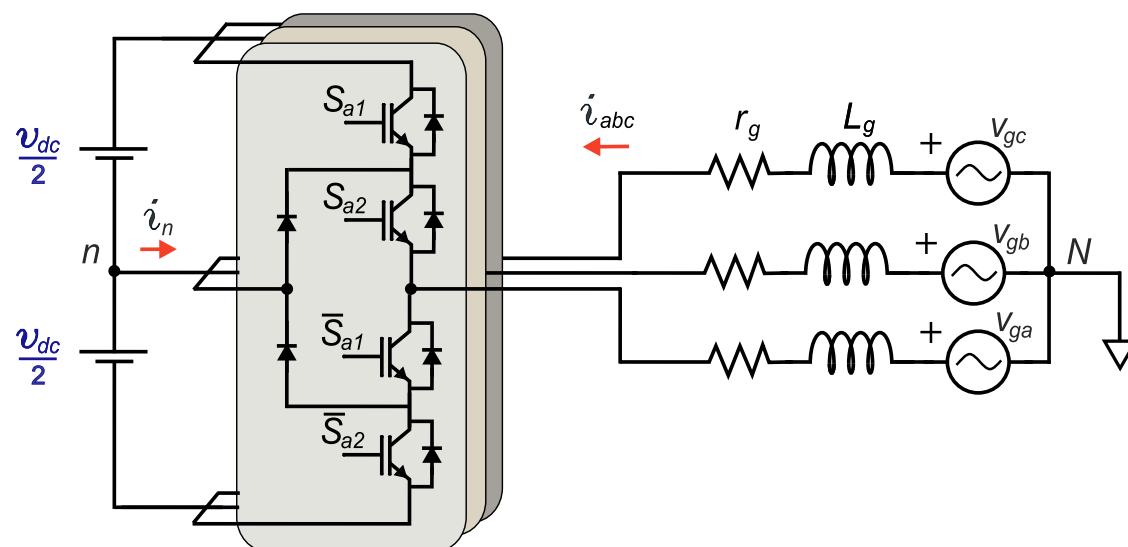 v_dc/2
i_n
n
v_dc/2
S_a1
S_a2
S̅_a1
S̅_a2
i_abc
r_g
L_g
+
v_gc
+
v_gb
N
+
v_ga